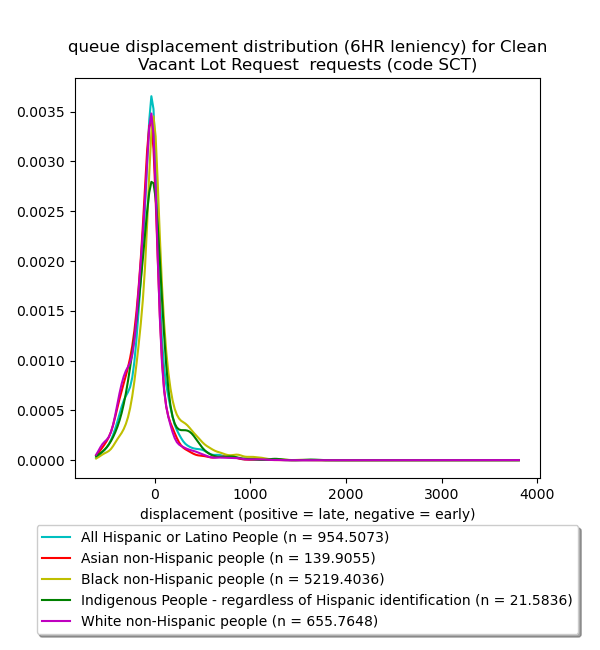 queue displacement distribution (6HR leniency) for Clean
Vacant Lot Request  requests (code SCT)
0.0035
0.0030
0.0025
0.0020
0.0015
0.0010
0.0005
0.0000
0 1000 2000 3000 4000
displacement (positive = late, negative = early)
All Hispanic or Latino People (n = 954.5073)
Asian non-Hispanic people (n = 139.9055)
Black non-Hispanic people (n = 5219.4036)
Indigenous People - regardless of Hispanic identification (n = 21.5836)
White non-Hispanic people (n = 655.7648)